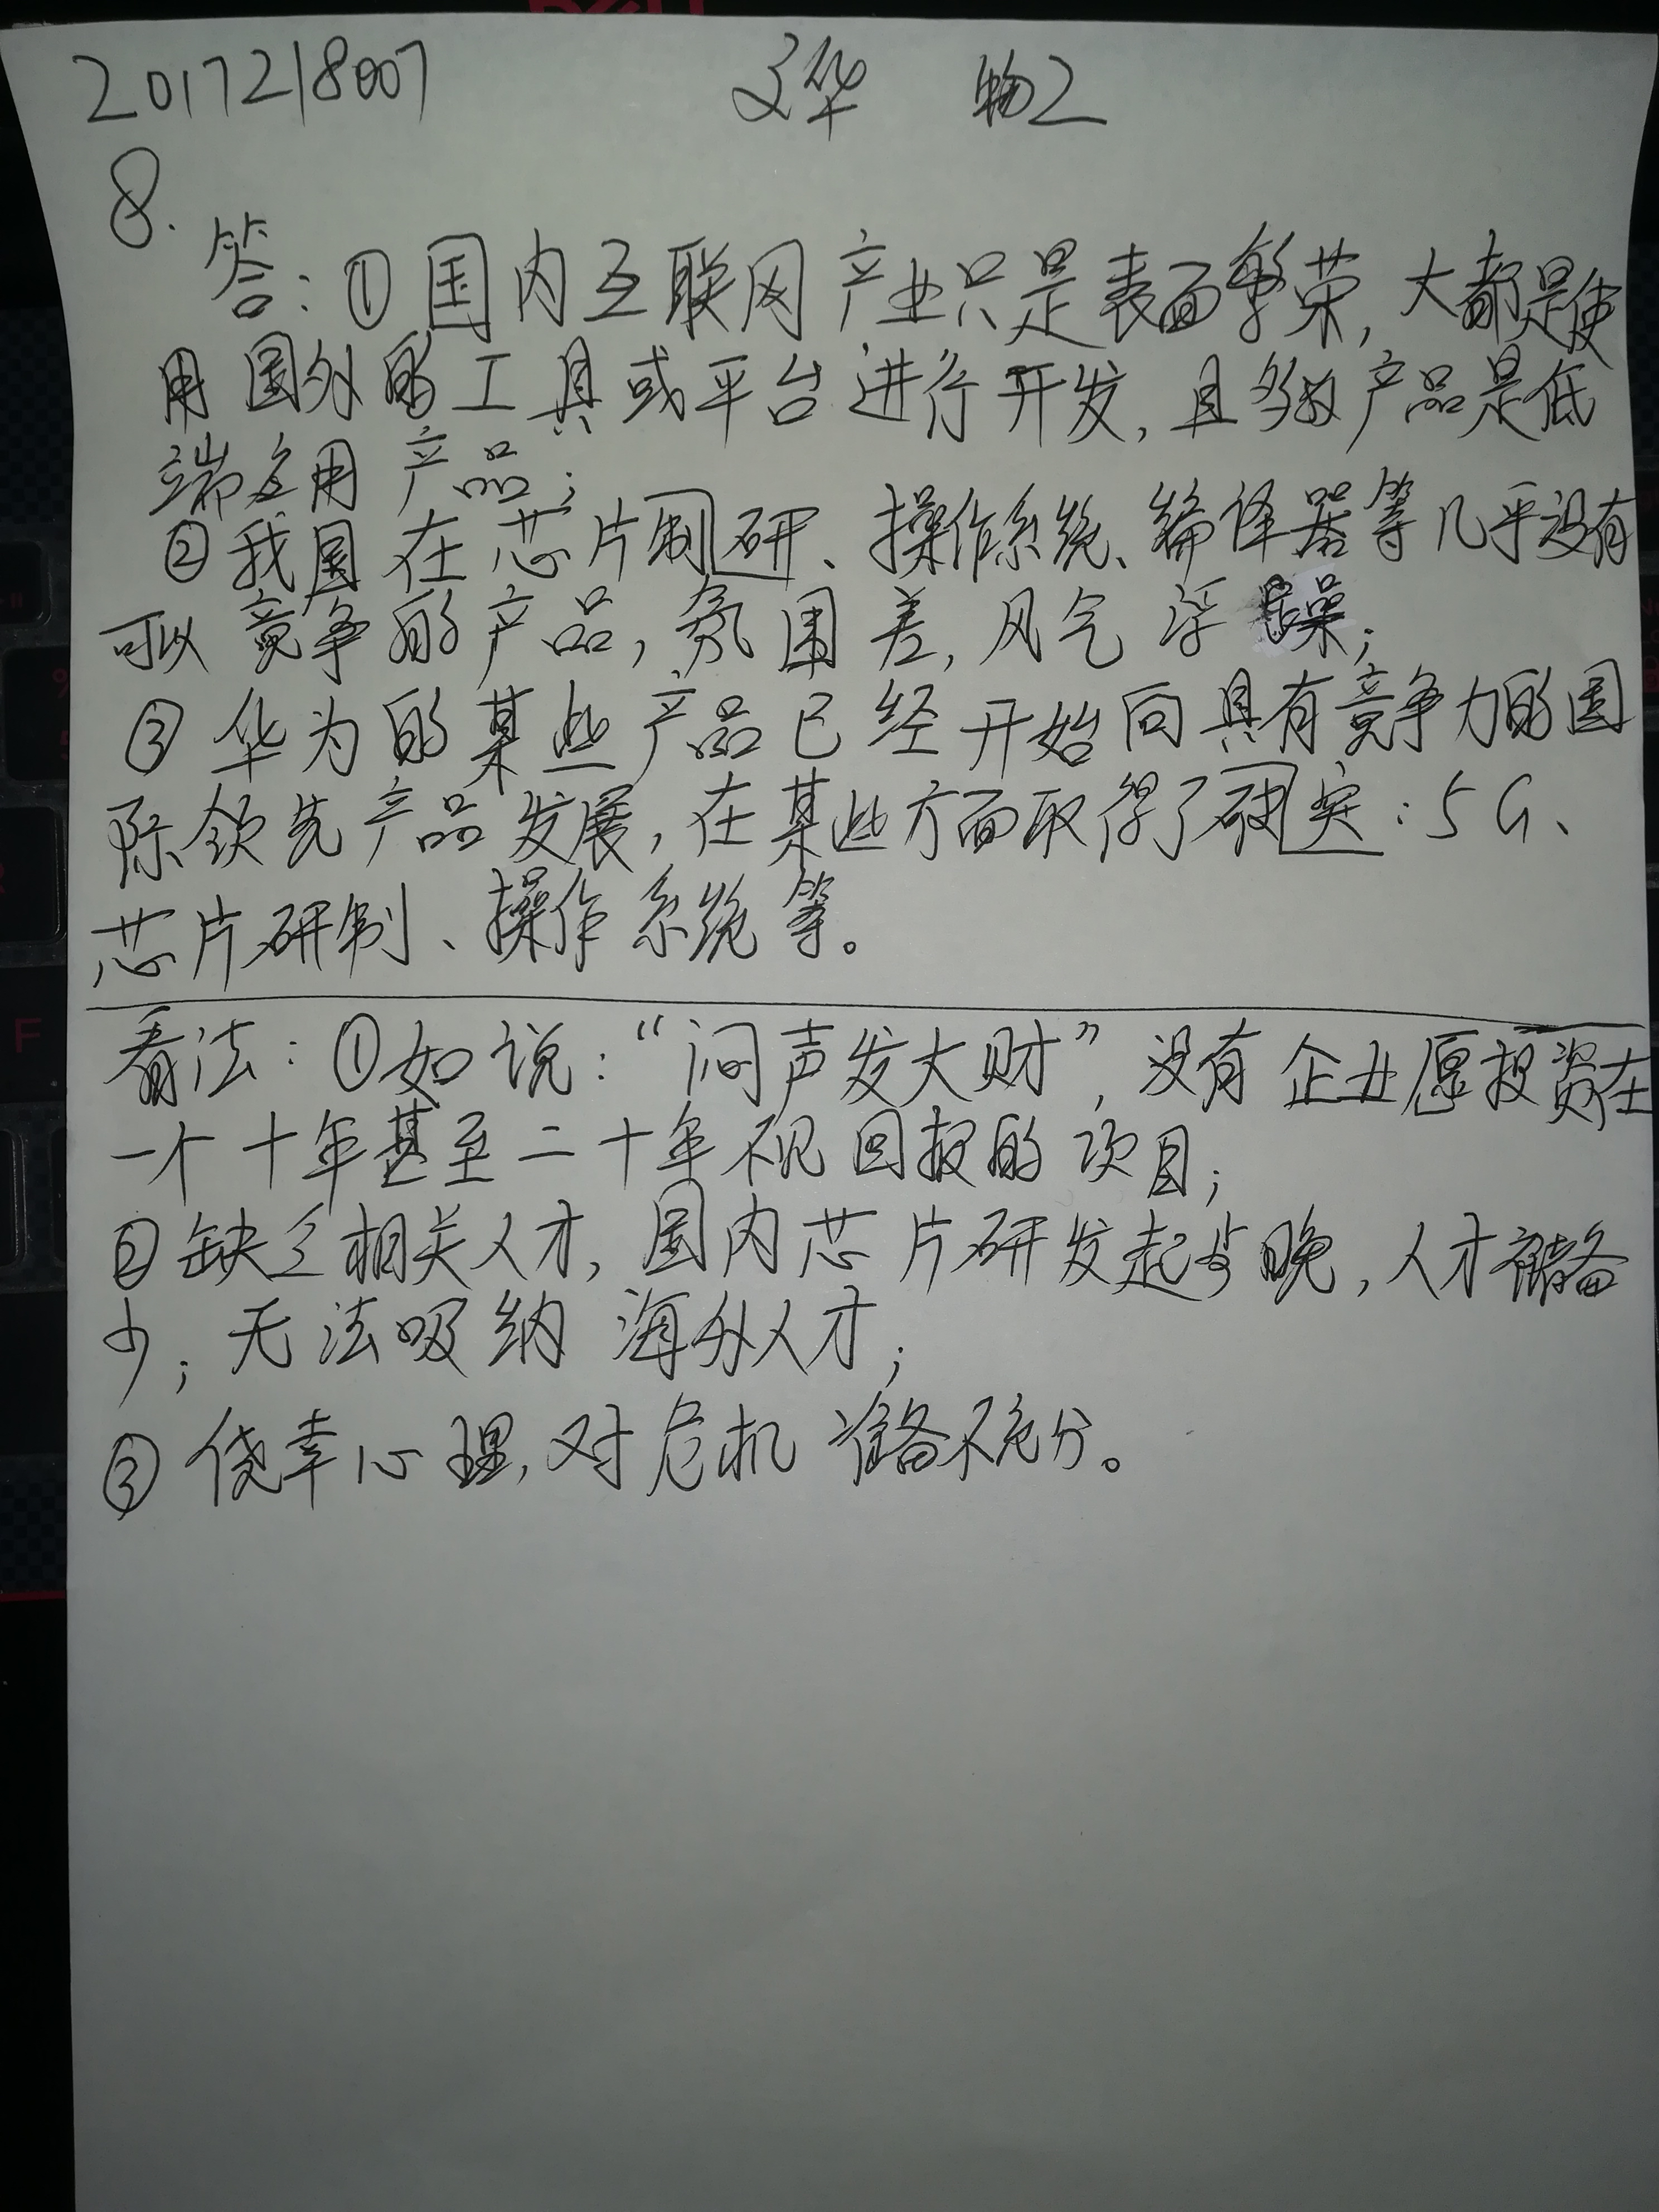 2017218007 文华 物工
8.
答:①国内互联网产业只是表面繁荣,大都是使
用国外的工具或平台进行开发,且多数产品是低
端应用产品;
②我国在芯片制研、操作系统、编译器等几乎没有
可以竞争的产品,氛围差,风气浮躁;
③华为的某些产品已经开始向具有竞争力的国
际领先产品发展,在某些方面取得了破突:5G、
芯片研制、操作系统等。
看法:①如说:“闷声发大财”,没有企业愿投资在
一个十年甚至二十年不见回报的项目;
②缺乏相关人才,国内芯片研发起步晚,人才储备
少;无法吸纳海外人才;
③侥幸心理,对危机准备不充分。